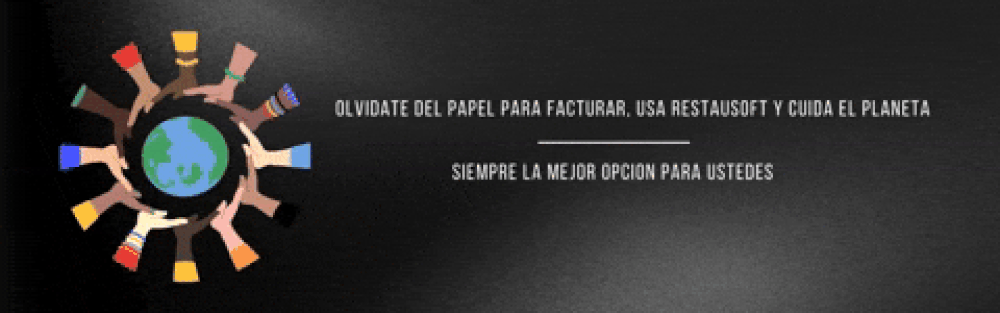 OLVIDATE DEL PAPEL PARA FACTURAR, USA RESTAUSOFT Y CUIDA EL PLANETA
SIEMPRE LA MEJOR OPCION PARA USTEDES